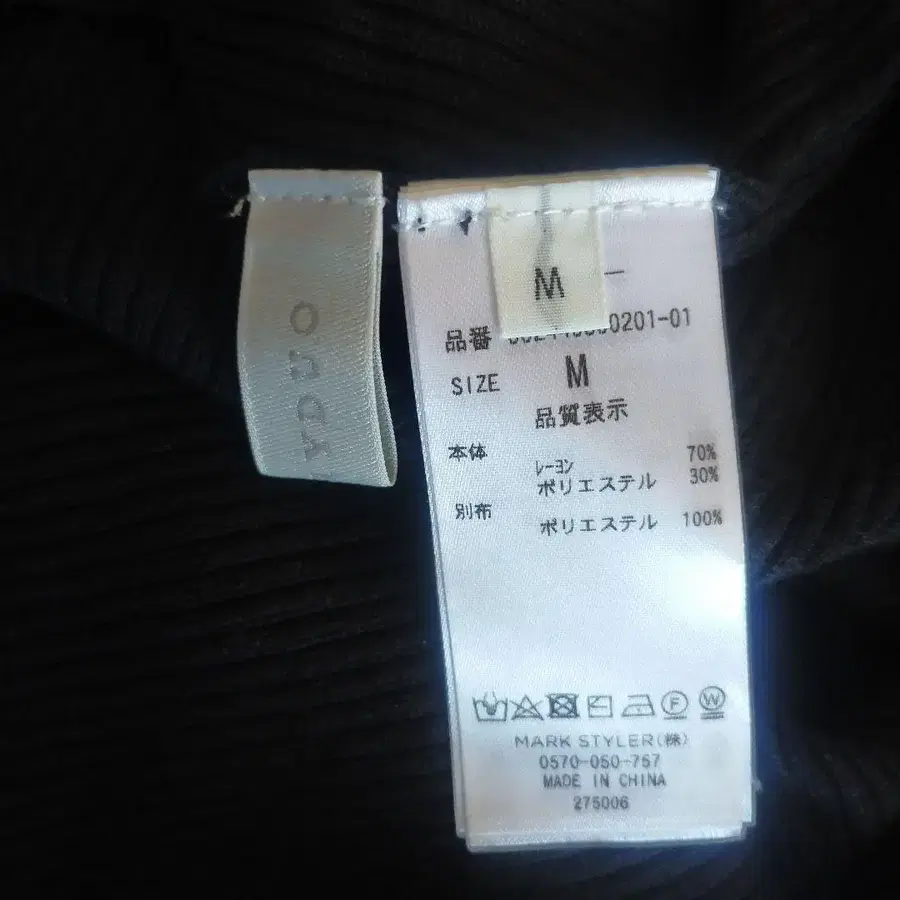 M
品番
0201-01
SIZE M
品質表示
本体
レーヨン 70%
ポリエステル 30%
別布
ポリエステル 100%
MARK STYLER(株)
0570-050-757
MADE IN CHINA
275006